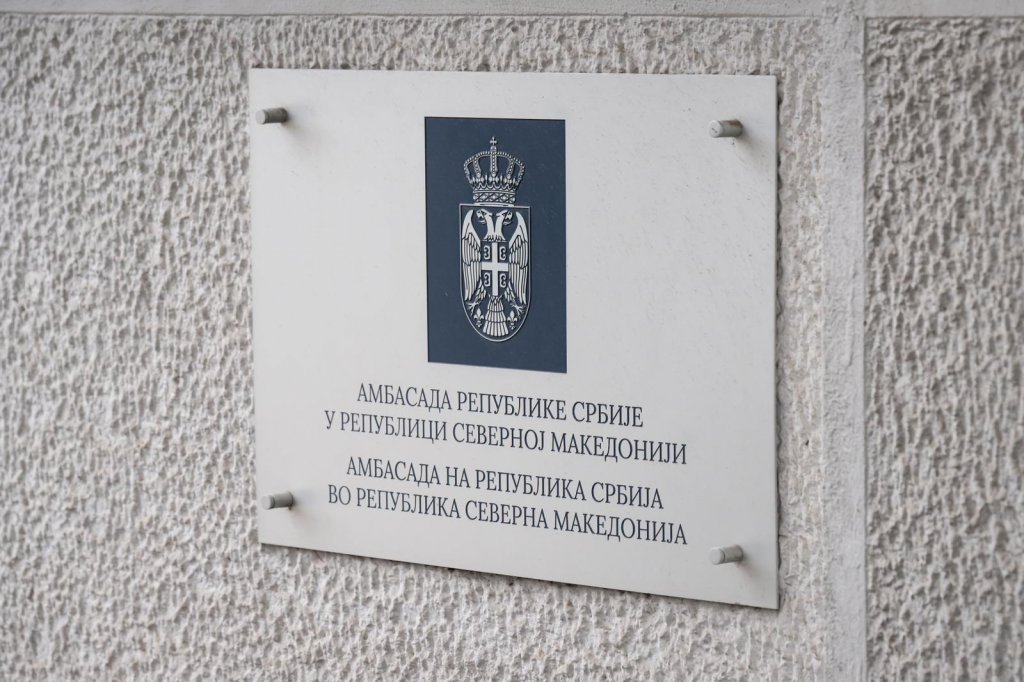 АМБАСАДА РЕПУБЛИКЕ СРБИЈЕ
У РЕПУБЛИЦИ СЕВЕРНОЈ МАКЕДОНИЈИ
АМБАСАДА НА РЕПУБЛИКА СРБИЈА
ВО РЕПУБЛИКА СЕВЕРНА МАКЕДОНИЈА